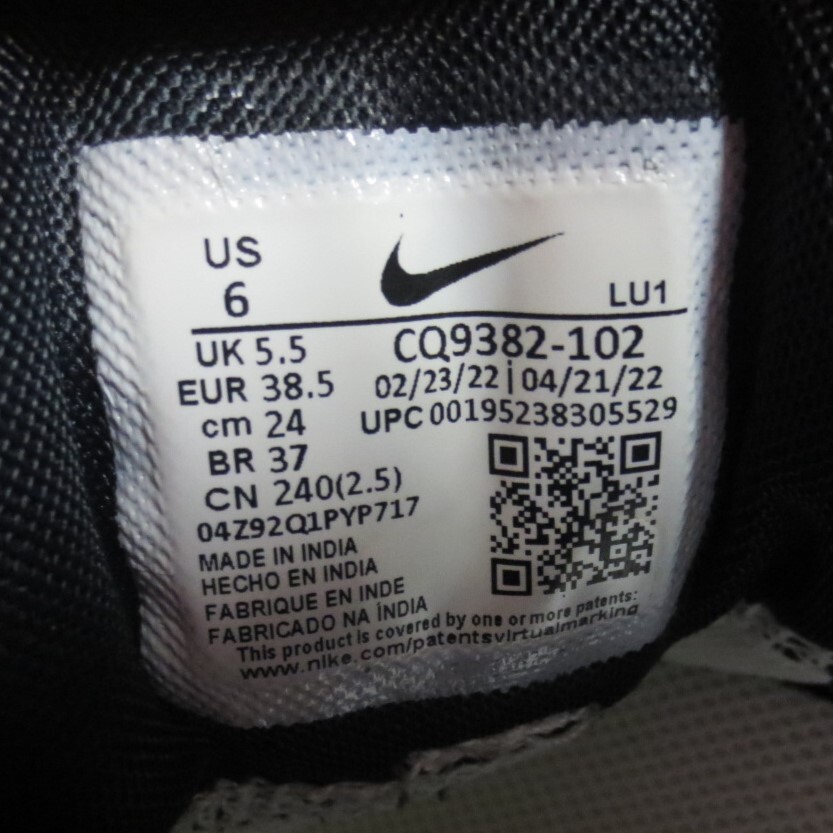 US
6
LU1
UK 5.5
EUR 38.5
cm 24
BR 37
CN 240(2.5)
CQ9382-102
02/23/22 | 04/21/22
UPC 00195238305529
04Z92Q1PYP717
MADE IN INDIA
HECHO EN INDIA
FABRIQUE EN INDE
FABRICADO NA ÍNDIA
This product is covered by one or more patents:
www.nike.com/patentsvirtualmarking